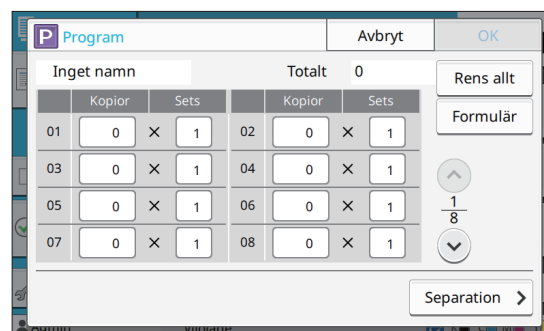 P Program Avbryt OK
Inget namn Totalt 0 Rens allt
Kopior Sets Kopior Sets Formulär
01 0 × 1 02 0 × 1
03 0 × 1 04 0 × 1
05 0 × 1 06 0 × 1
1
8
07 0 × 1 08 0 × 1
Separation
Admin